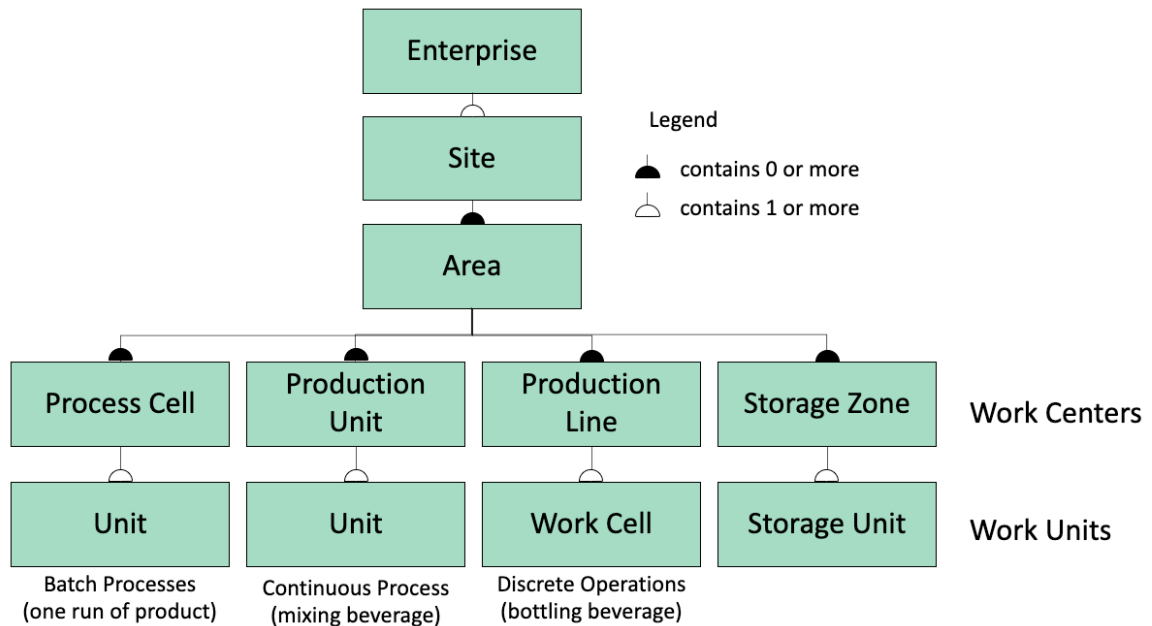 Enterprise
Site
Legend
contains 0 or more
contains 1 or more
Area
Process Cell
Production
Unit
Production
Line
Storage Zone
Work Centers
Unit
Unit
Work Cell
Storage Unit
Work Units
Batch Processes
(one run of product)
Continuous Process
(mixing beverage)
Discrete Operations
(bottling beverage)